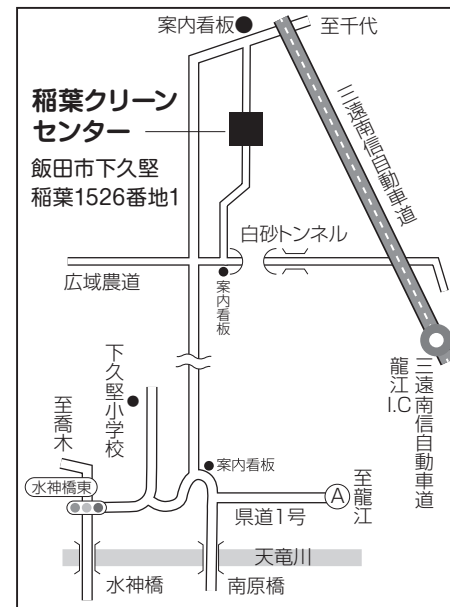 案内看板
至千代
稲葉クリーン
センター
飯田市下久堅
稲葉1526番地1
三遠南信自動車道
白砂トンネル
広域農道
案内看板
三遠南信自動車道
龍江I.C
下久堅小学校
至喬木
案内看板
水神橋東
A
至龍江
県道1号
天竜川
水神橋
南原橋